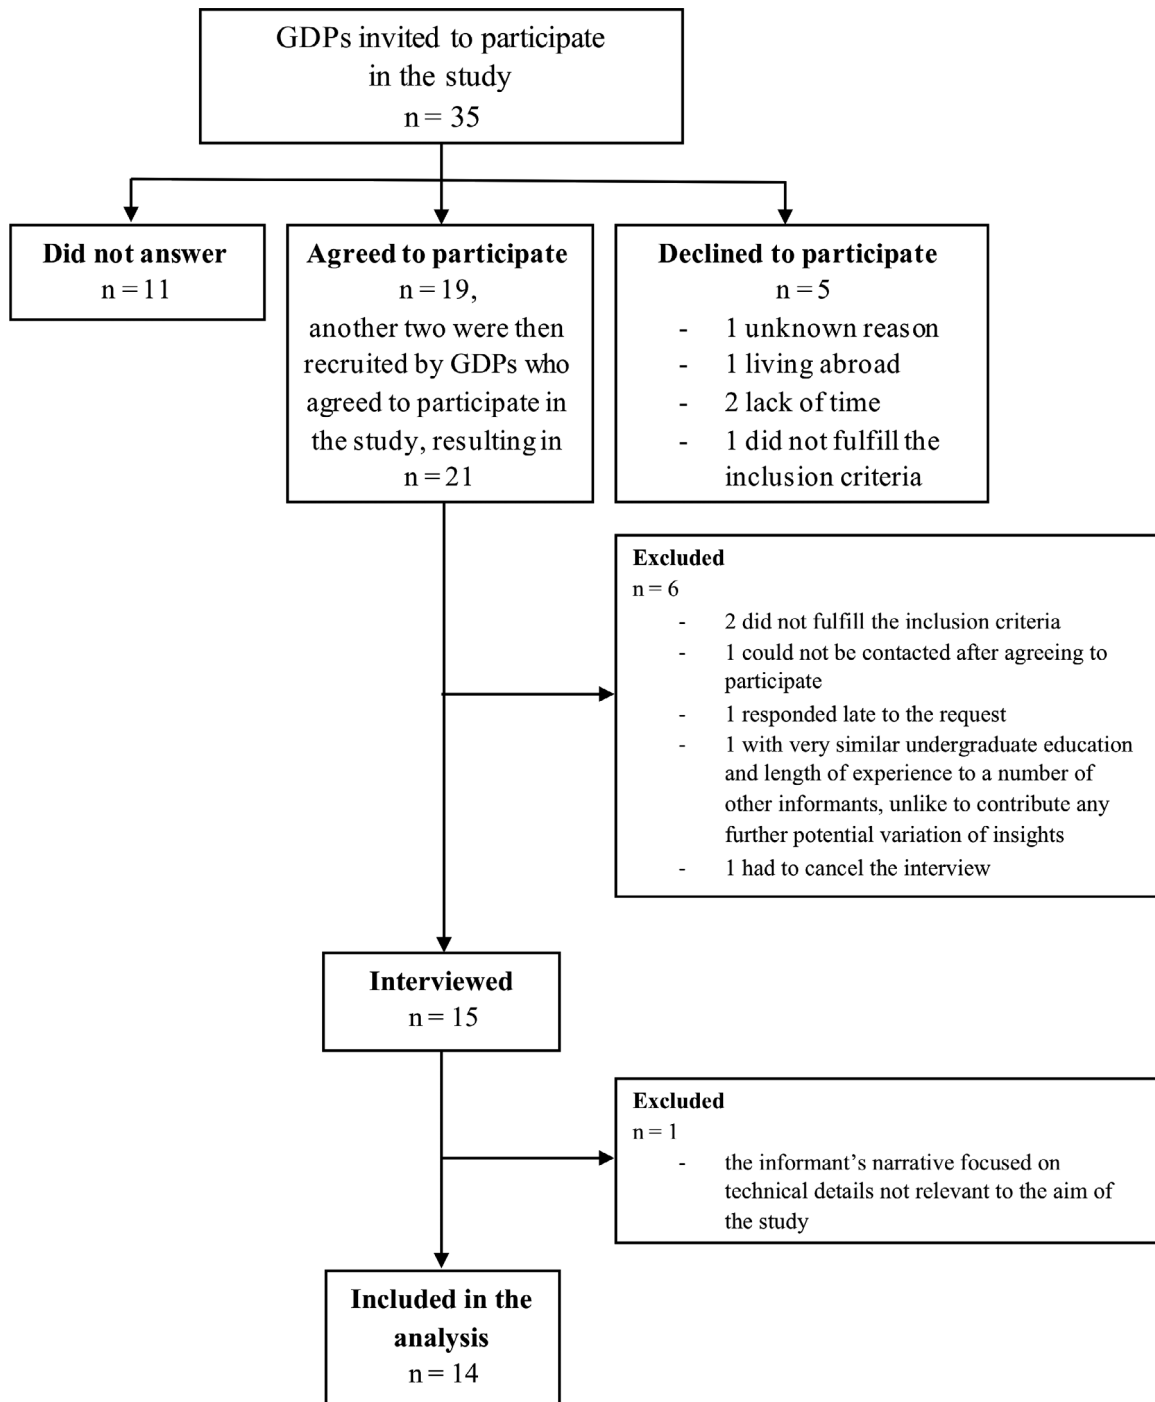 GDPs invited to participate
in the study
n = 35
Did not answer
n = 11
Agreed to participate
n = 19,
another two were then
recruited by GDPs who
agreed to participate in
the study, resulting in
n = 21
Declined to participate
n = 5
- 1 unknown reason
- 1 living abroad
- 2 lack of time
- 1 did not fulfill the
inclusion criteria
Excluded
n = 6
- 2 did not fulfill the inclusion criteria
- 1 could not be contacted after agreeing to
participate
- 1 responded late to the request
- 1 with very similar undergraduate education
and length of experience to a number of
other informants, unlike to contribute any
further potential variation of insights
- 1 had to cancel the interview
Interviewed
n = 15
Excluded
n = 1
- the informant’s narrative focused on
technical details not relevant to the aim of
the study
Included in the
analysis
n = 14